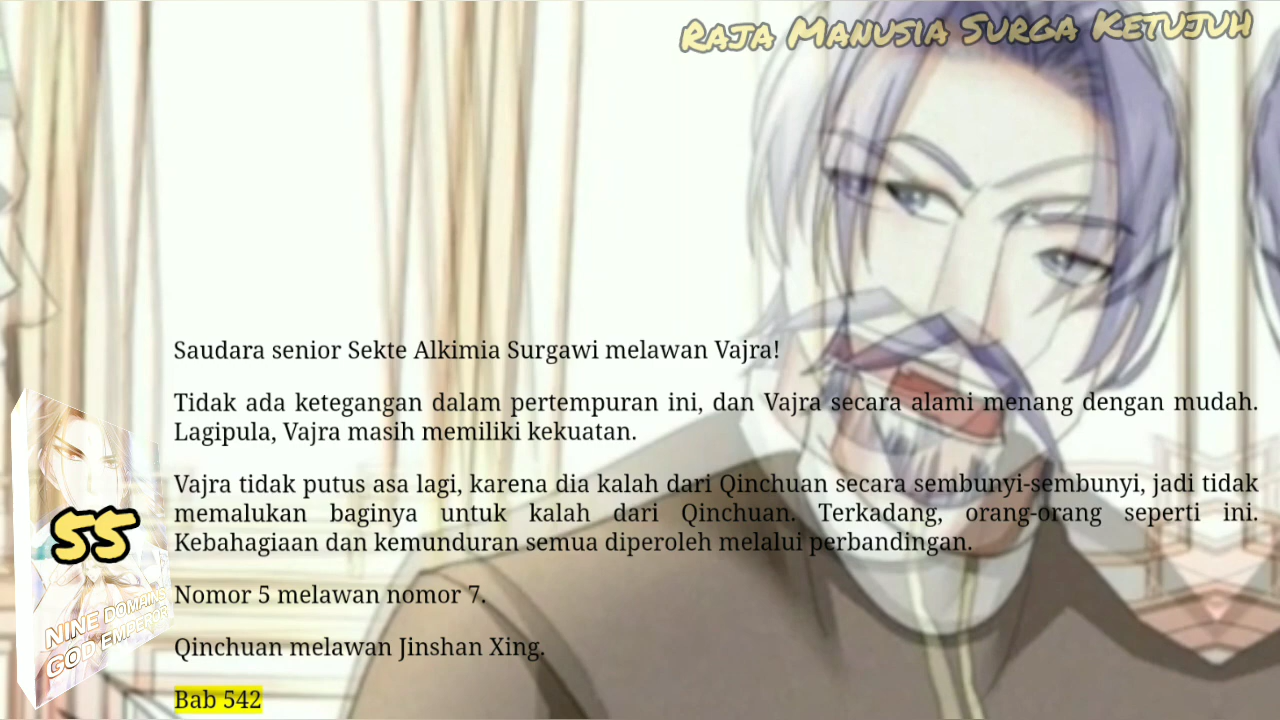 Raja Manusia Surga Ketujuh
Saudara senior Sekte Alkimia Surgawi melawan Vajra!
Tidak ada ketegangan dalam pertempuran ini, dan Vajra secara alami menang dengan mudah.
Lagipula, Vajra masih memiliki kekuatan.
Vajra tidak putus asa lagi, karena dia kalah dari Qinchuan secara sembunyi-sembunyi, jadi tidak
memalukan baginya untuk kalah dari Qinchuan. Terkadang, orang-orang seperti ini.
Kebahagiaan dan kemunduran semua diperoleh melalui perbandingan.
Nomor 5 melawan nomor 7.
Qinchuan melawan Jinshan Xing.
Bab 542
55
NINE DOMAINS
GOD EMPEROR